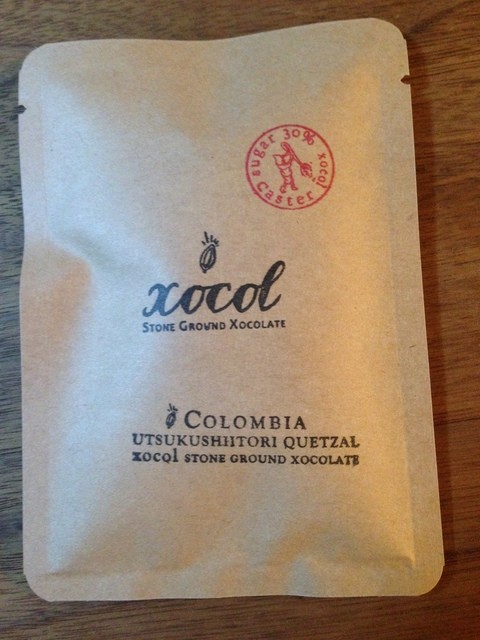 sugar 30%
caster
xocol
xocol
STONE GROUND XOCOLATE
COLOMBIA
UTSUKUSHIITORI QUETZAL
xocol STONE GROUND XOCOLATE